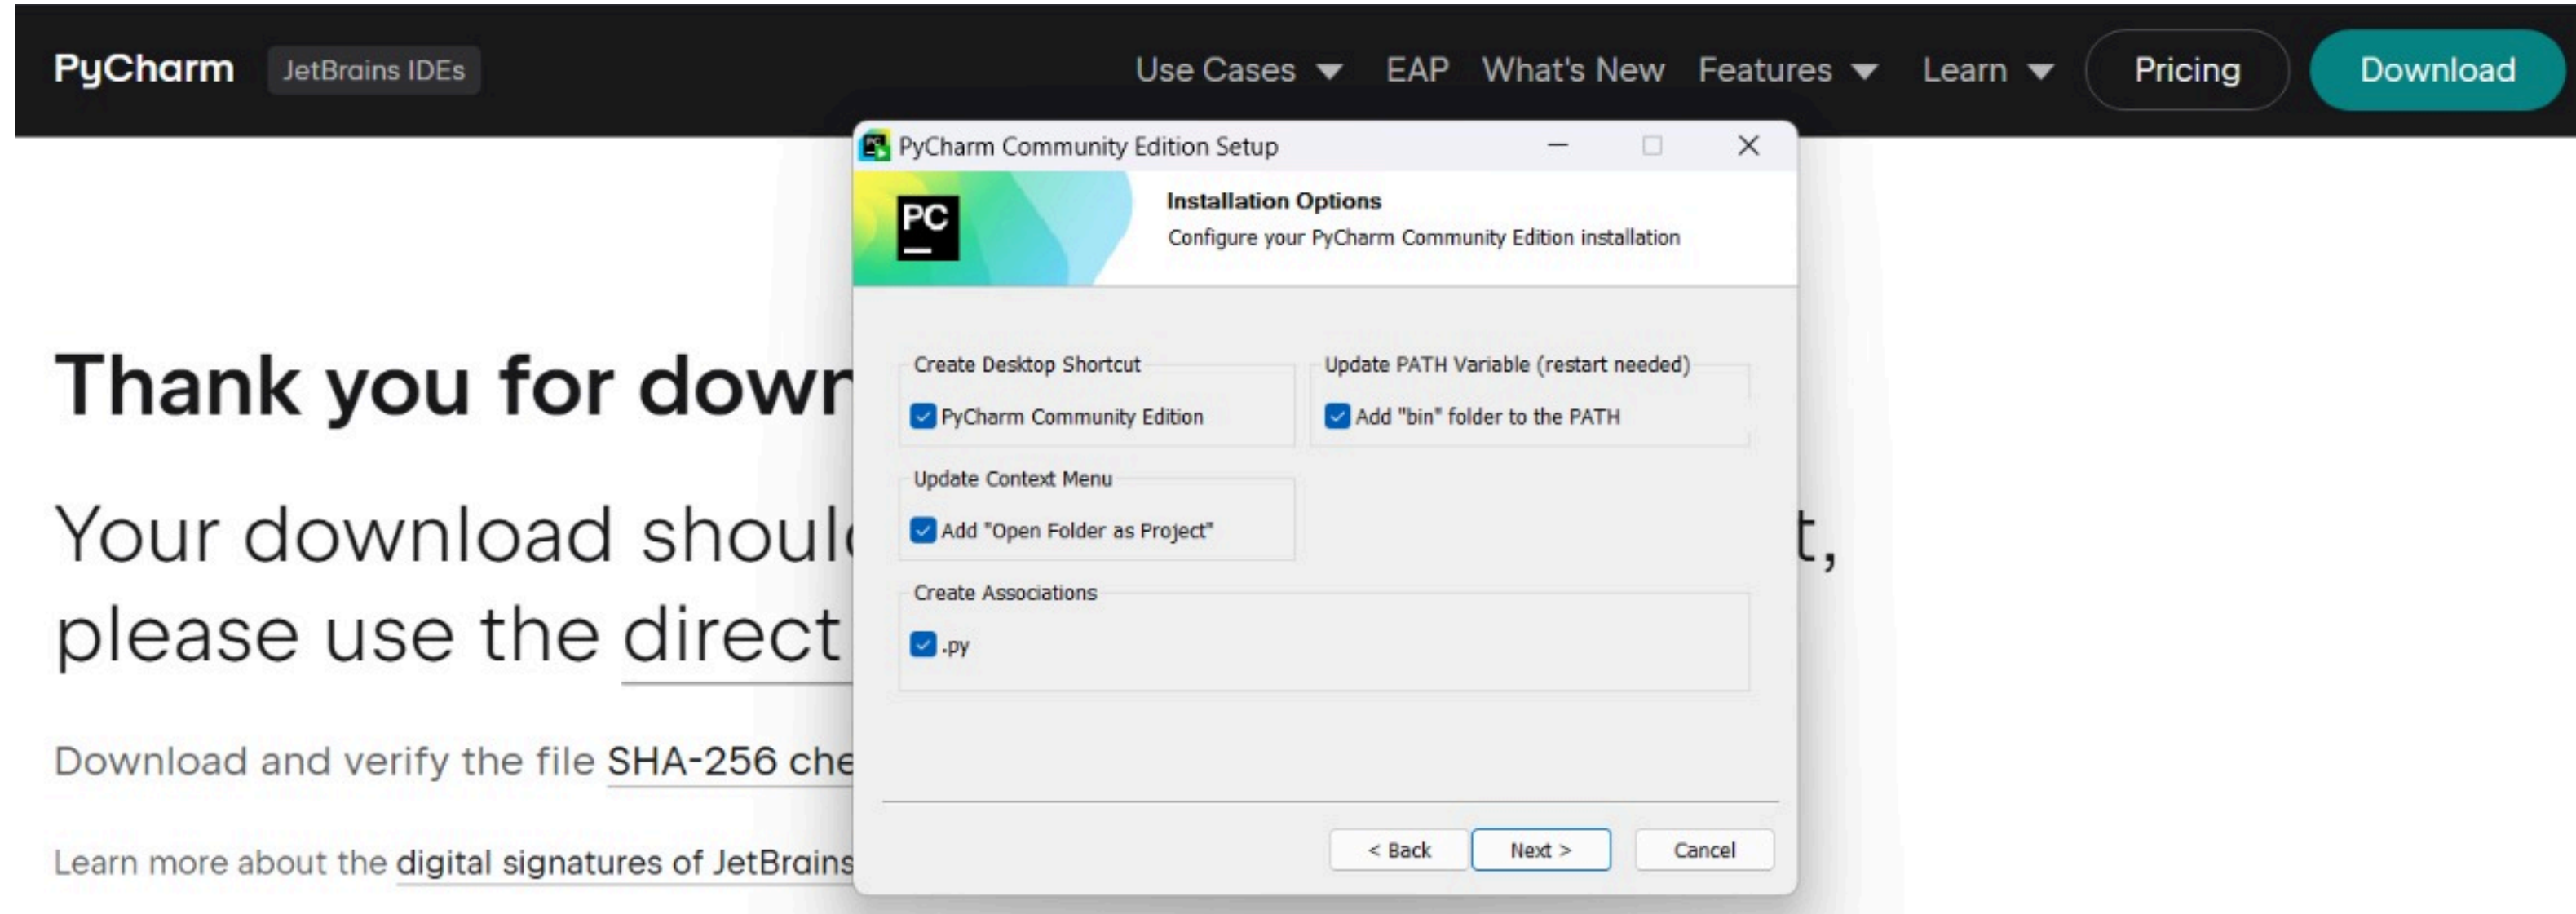 PyCharm JetBrains IDEs Use Cases EAP What's New Features Learn Pricing Download
PyCharm Community Edition Setup
PC
Installation Options
Configure your PyCharm Community Edition installation
Create Desktop Shortcut
PyCharm Community Edition
Update PATH Variable (restart needed)
Add "bin" folder to the PATH
Update Context Menu
Add "Open Folder as Project"
Create Associations
.py
< Back Next > Cancel
Thank you for
Your download
please use the direct
Download and verify the file SHA-256
Learn more about the digital signatures of JetBrains